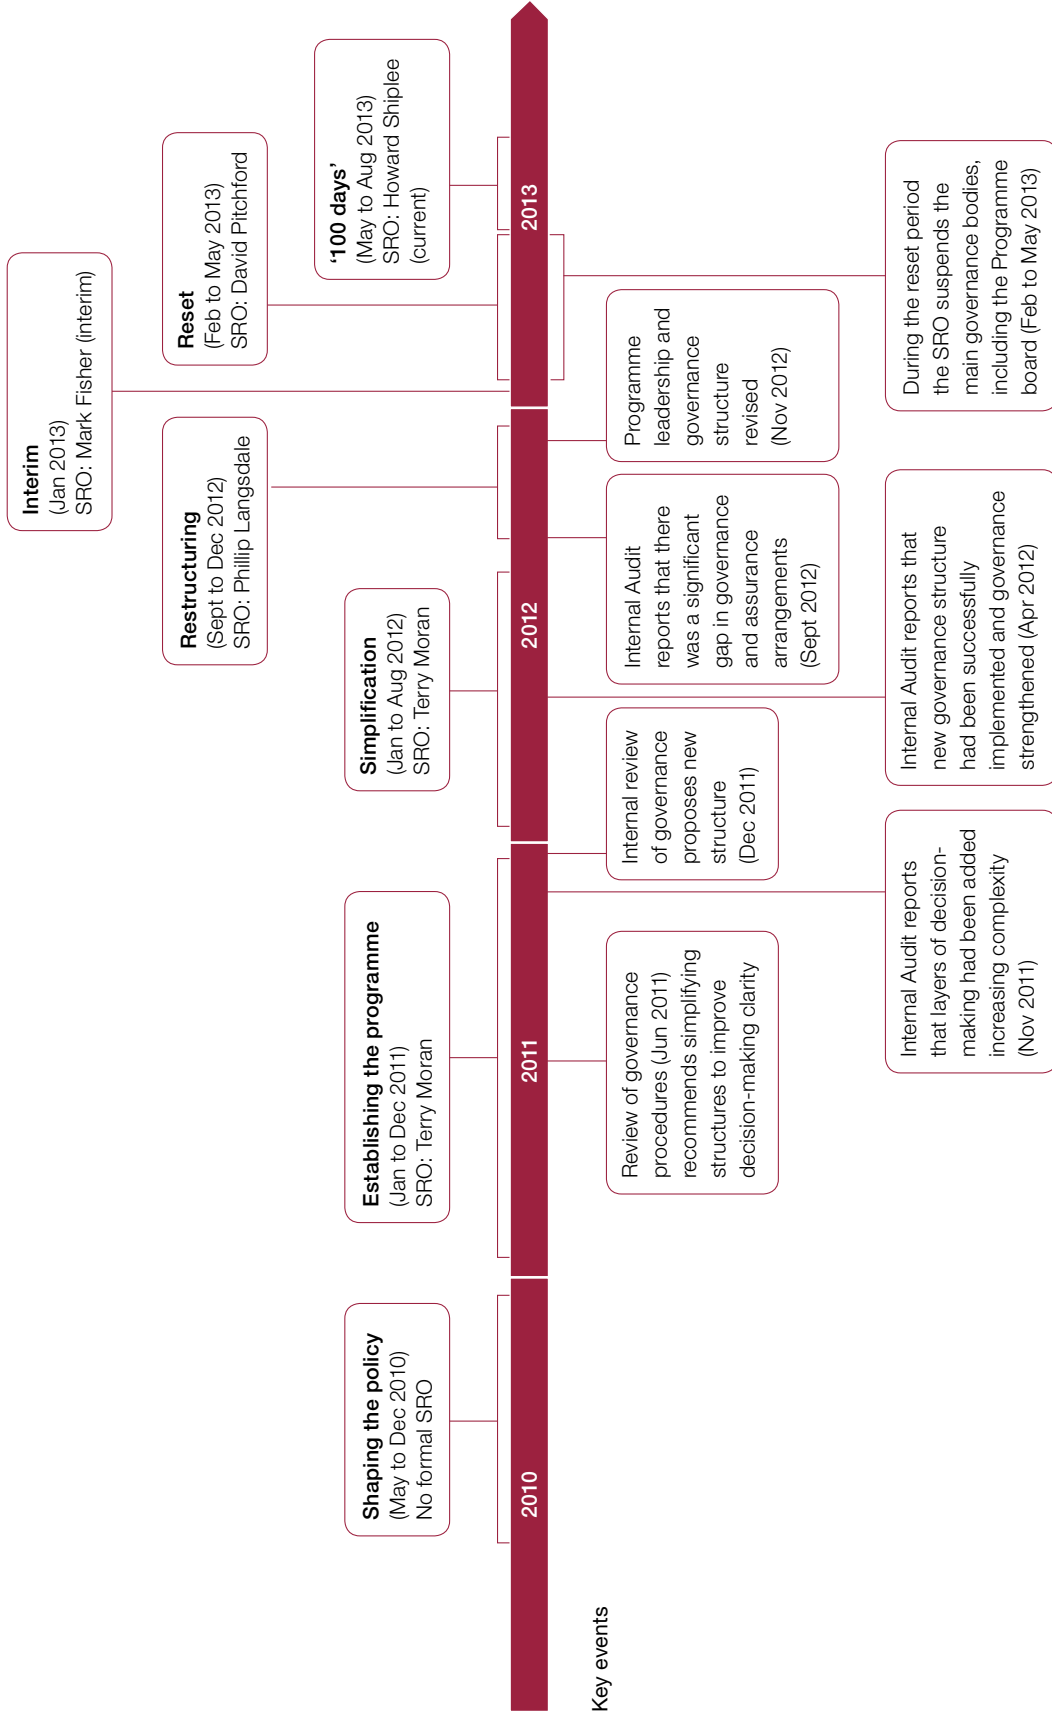 Shaping the policy
(May to Dec 2010)
No formal SRO
Establishing the programme
(Jan to Dec 2011)
SRO: Terry Moran
Simplification
(Jan to Aug 2012)
SRO: Terry Moran
Restructuring
(Sept to Dec 2012)
SRO: Phillip Langsdale
Interim
(Jan 2013)
SRO: Mark Fisher (interim)
Reset
(Feb to May 2013)
SRO: David Pitchford
‘100 days’
(May to Aug 2013)
SRO: Howard Shiplee
(current)
2010
2011
2012
2013
Key events
Review of governance
procedures (Jun 2011)
recommends simplifying
structures to improve
decision-making clarity
Internal Audit reports
that layers of decision-
making had been added
increasing complexity
(Nov 2011)
Internal review
of governance
proposes new
structure
(Dec 2011)
Internal Audit reports that
new governance structure
had been successfully
implemented and governance
strengthened (Apr 2012)
Internal Audit
reports that there
was a significant
gap in governance
and assurance
arrangements
(Sept 2012)
Programme
leadership and
governance
structure
revised
(Nov 2012)
During the reset period
the SRO suspends the
main governance bodies,
including the Programme
board (Feb to May 2013)